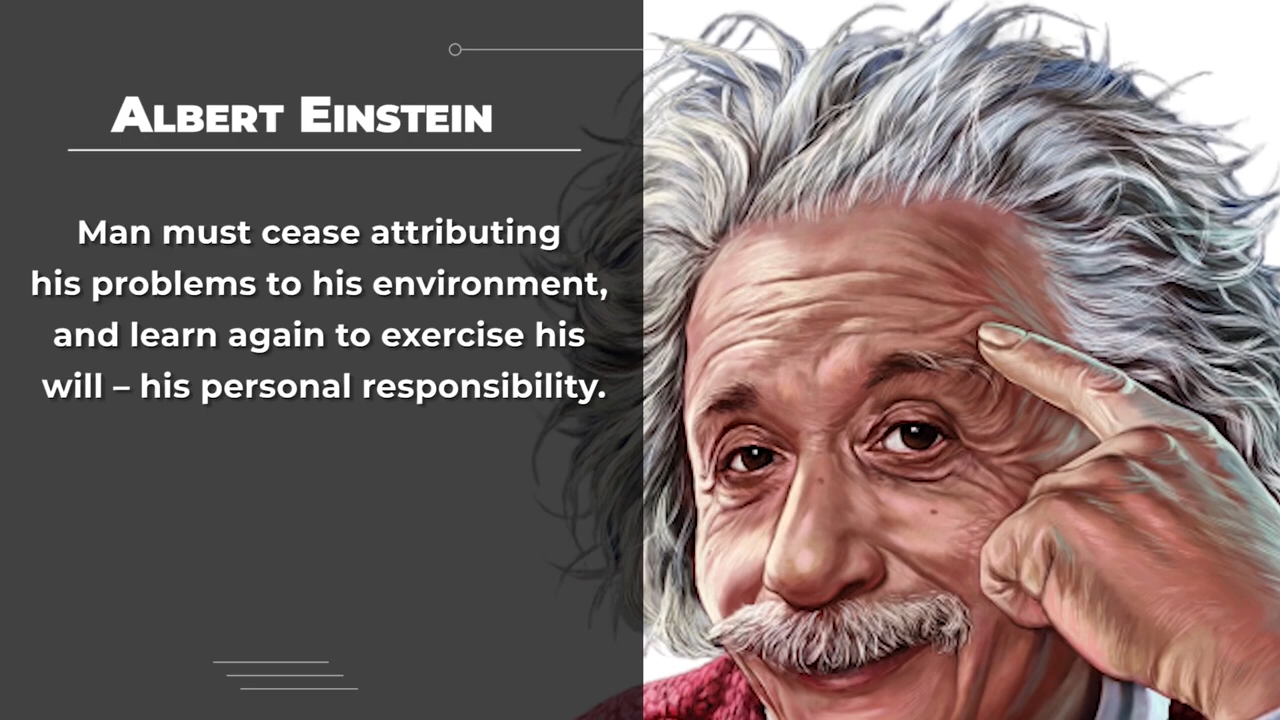 Albert Einstein
Man must cease attributing
his problems to his environment,
and learn again to exercise his
will – his personal responsibility.